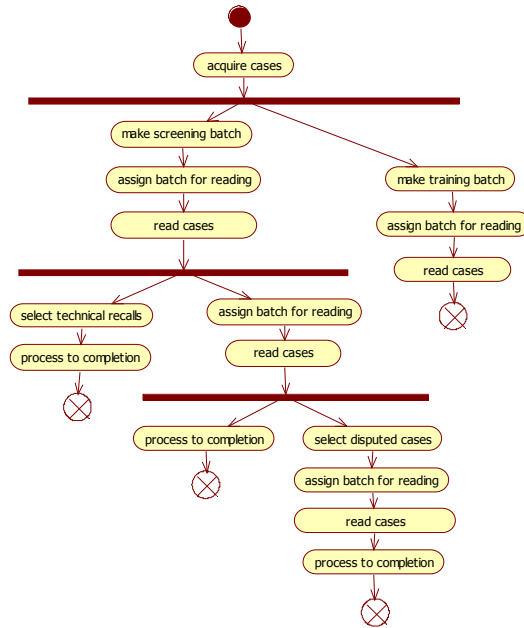 acquire cases
make screening batch
assign batch for reading
make training batch
read cases
assign batch for reading
read cases
select technical recalls
assign batch for reading
process to completion
read cases
process to completion
select disputed cases
assign batch for reading
read cases
process to completion